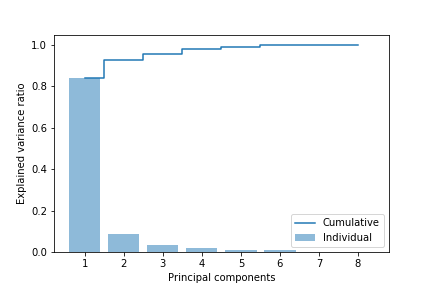 1.0
0.8
0.6
0.4
0.2
0.0
Explained variance ratio
1 2 3 4 5 6 7 8
Principal components
Cumulative
Individual